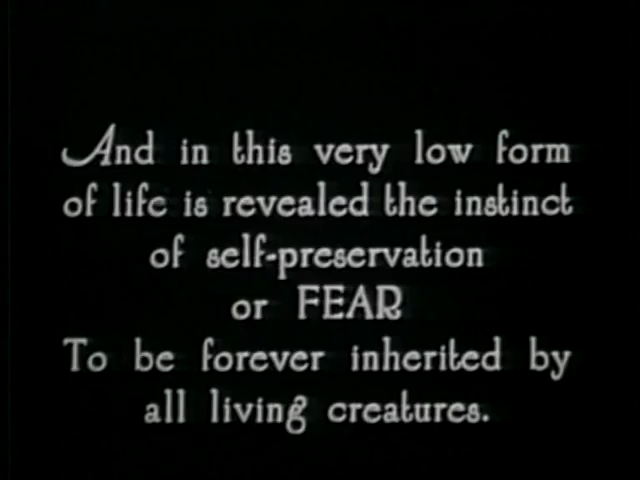 And in this very low form
of life is revealed the instinct
of self-preservation
or FEAR
To be forever inherited by
all living creatures.